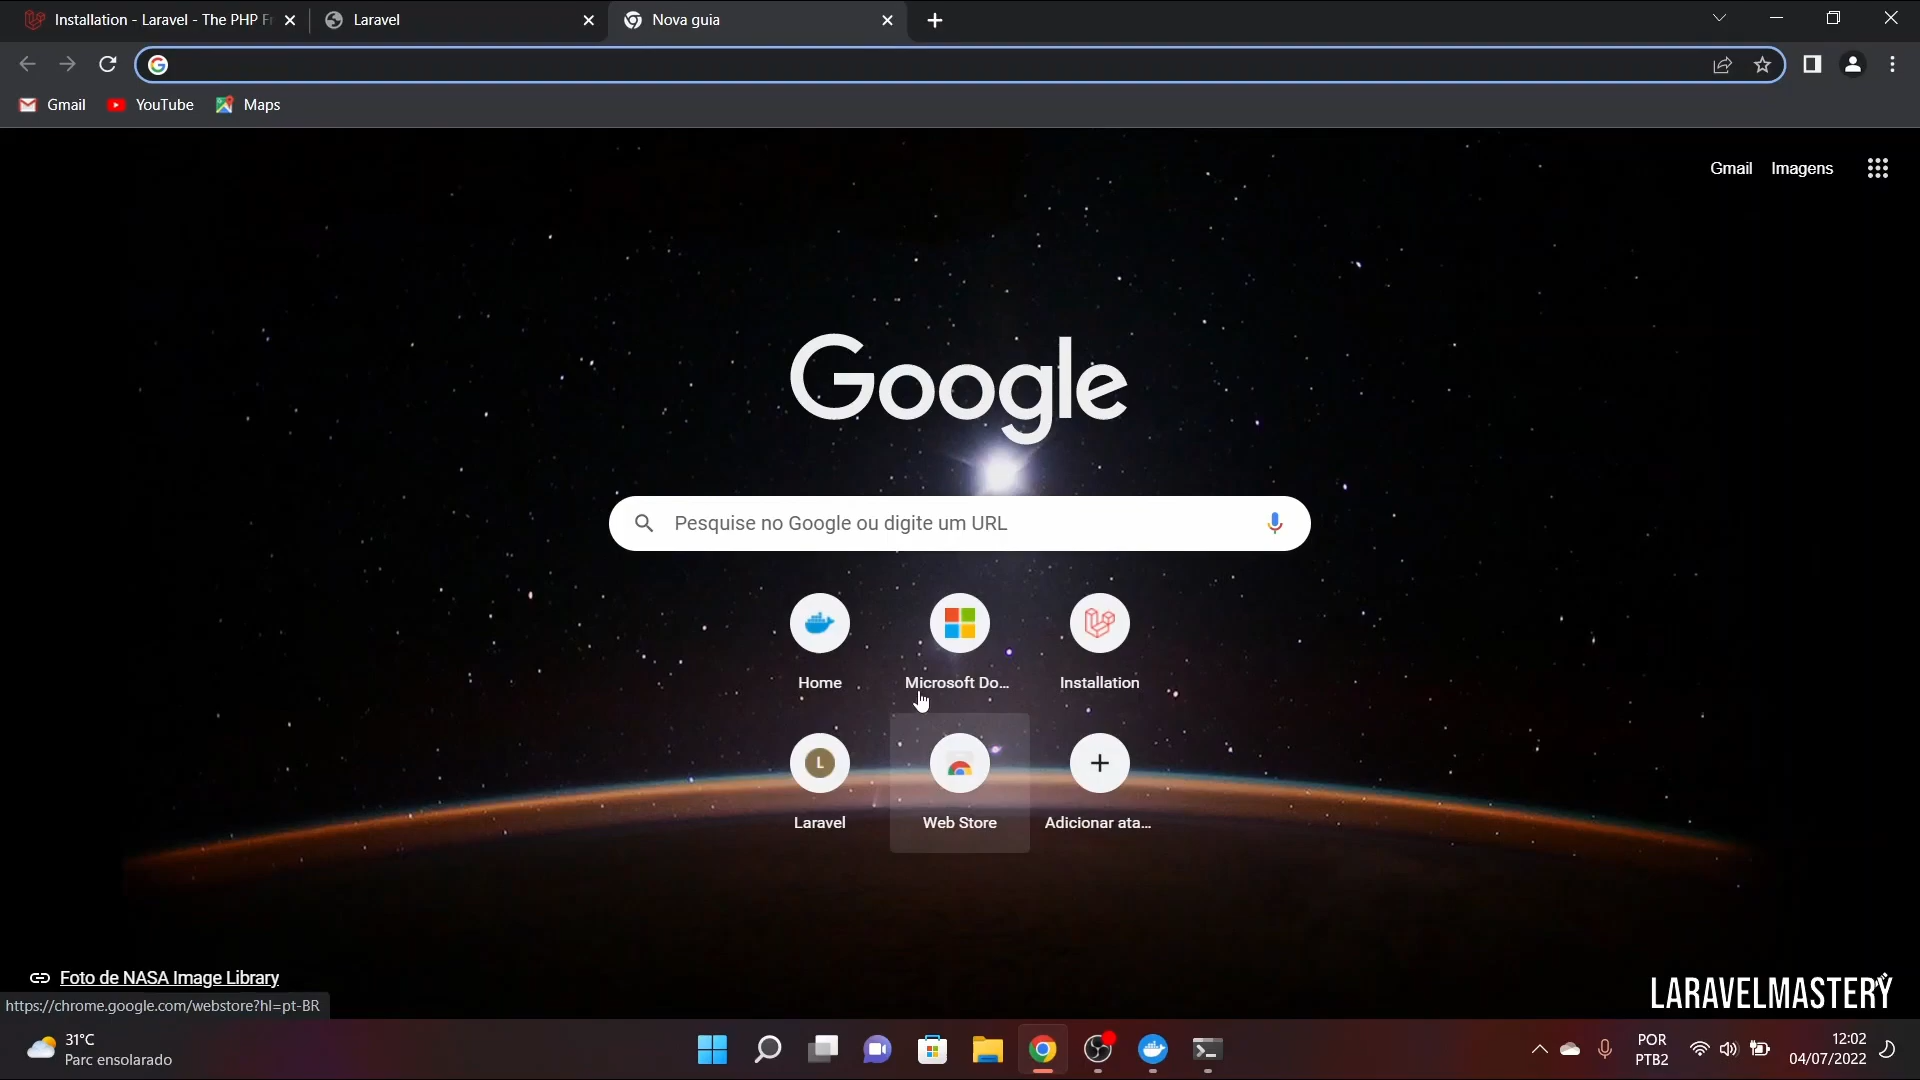 Installation - Laravel - The PHP Fr
Laravel
Nova guia
Gmail
YouTube
Maps
Gmail
Imagens
Google
Pesquise no Google ou digite um URL
Home
Microsoft Do...
Installation
L
Laravel
Web Store
Adicionar ata...
Foto de NASA Image Library
https://chrome.google.com/webstore?hl=pt-BR
LARAVELMASTERY
31°C
Parc ensolarado
POR
PTB2
12:02
04/07/2022